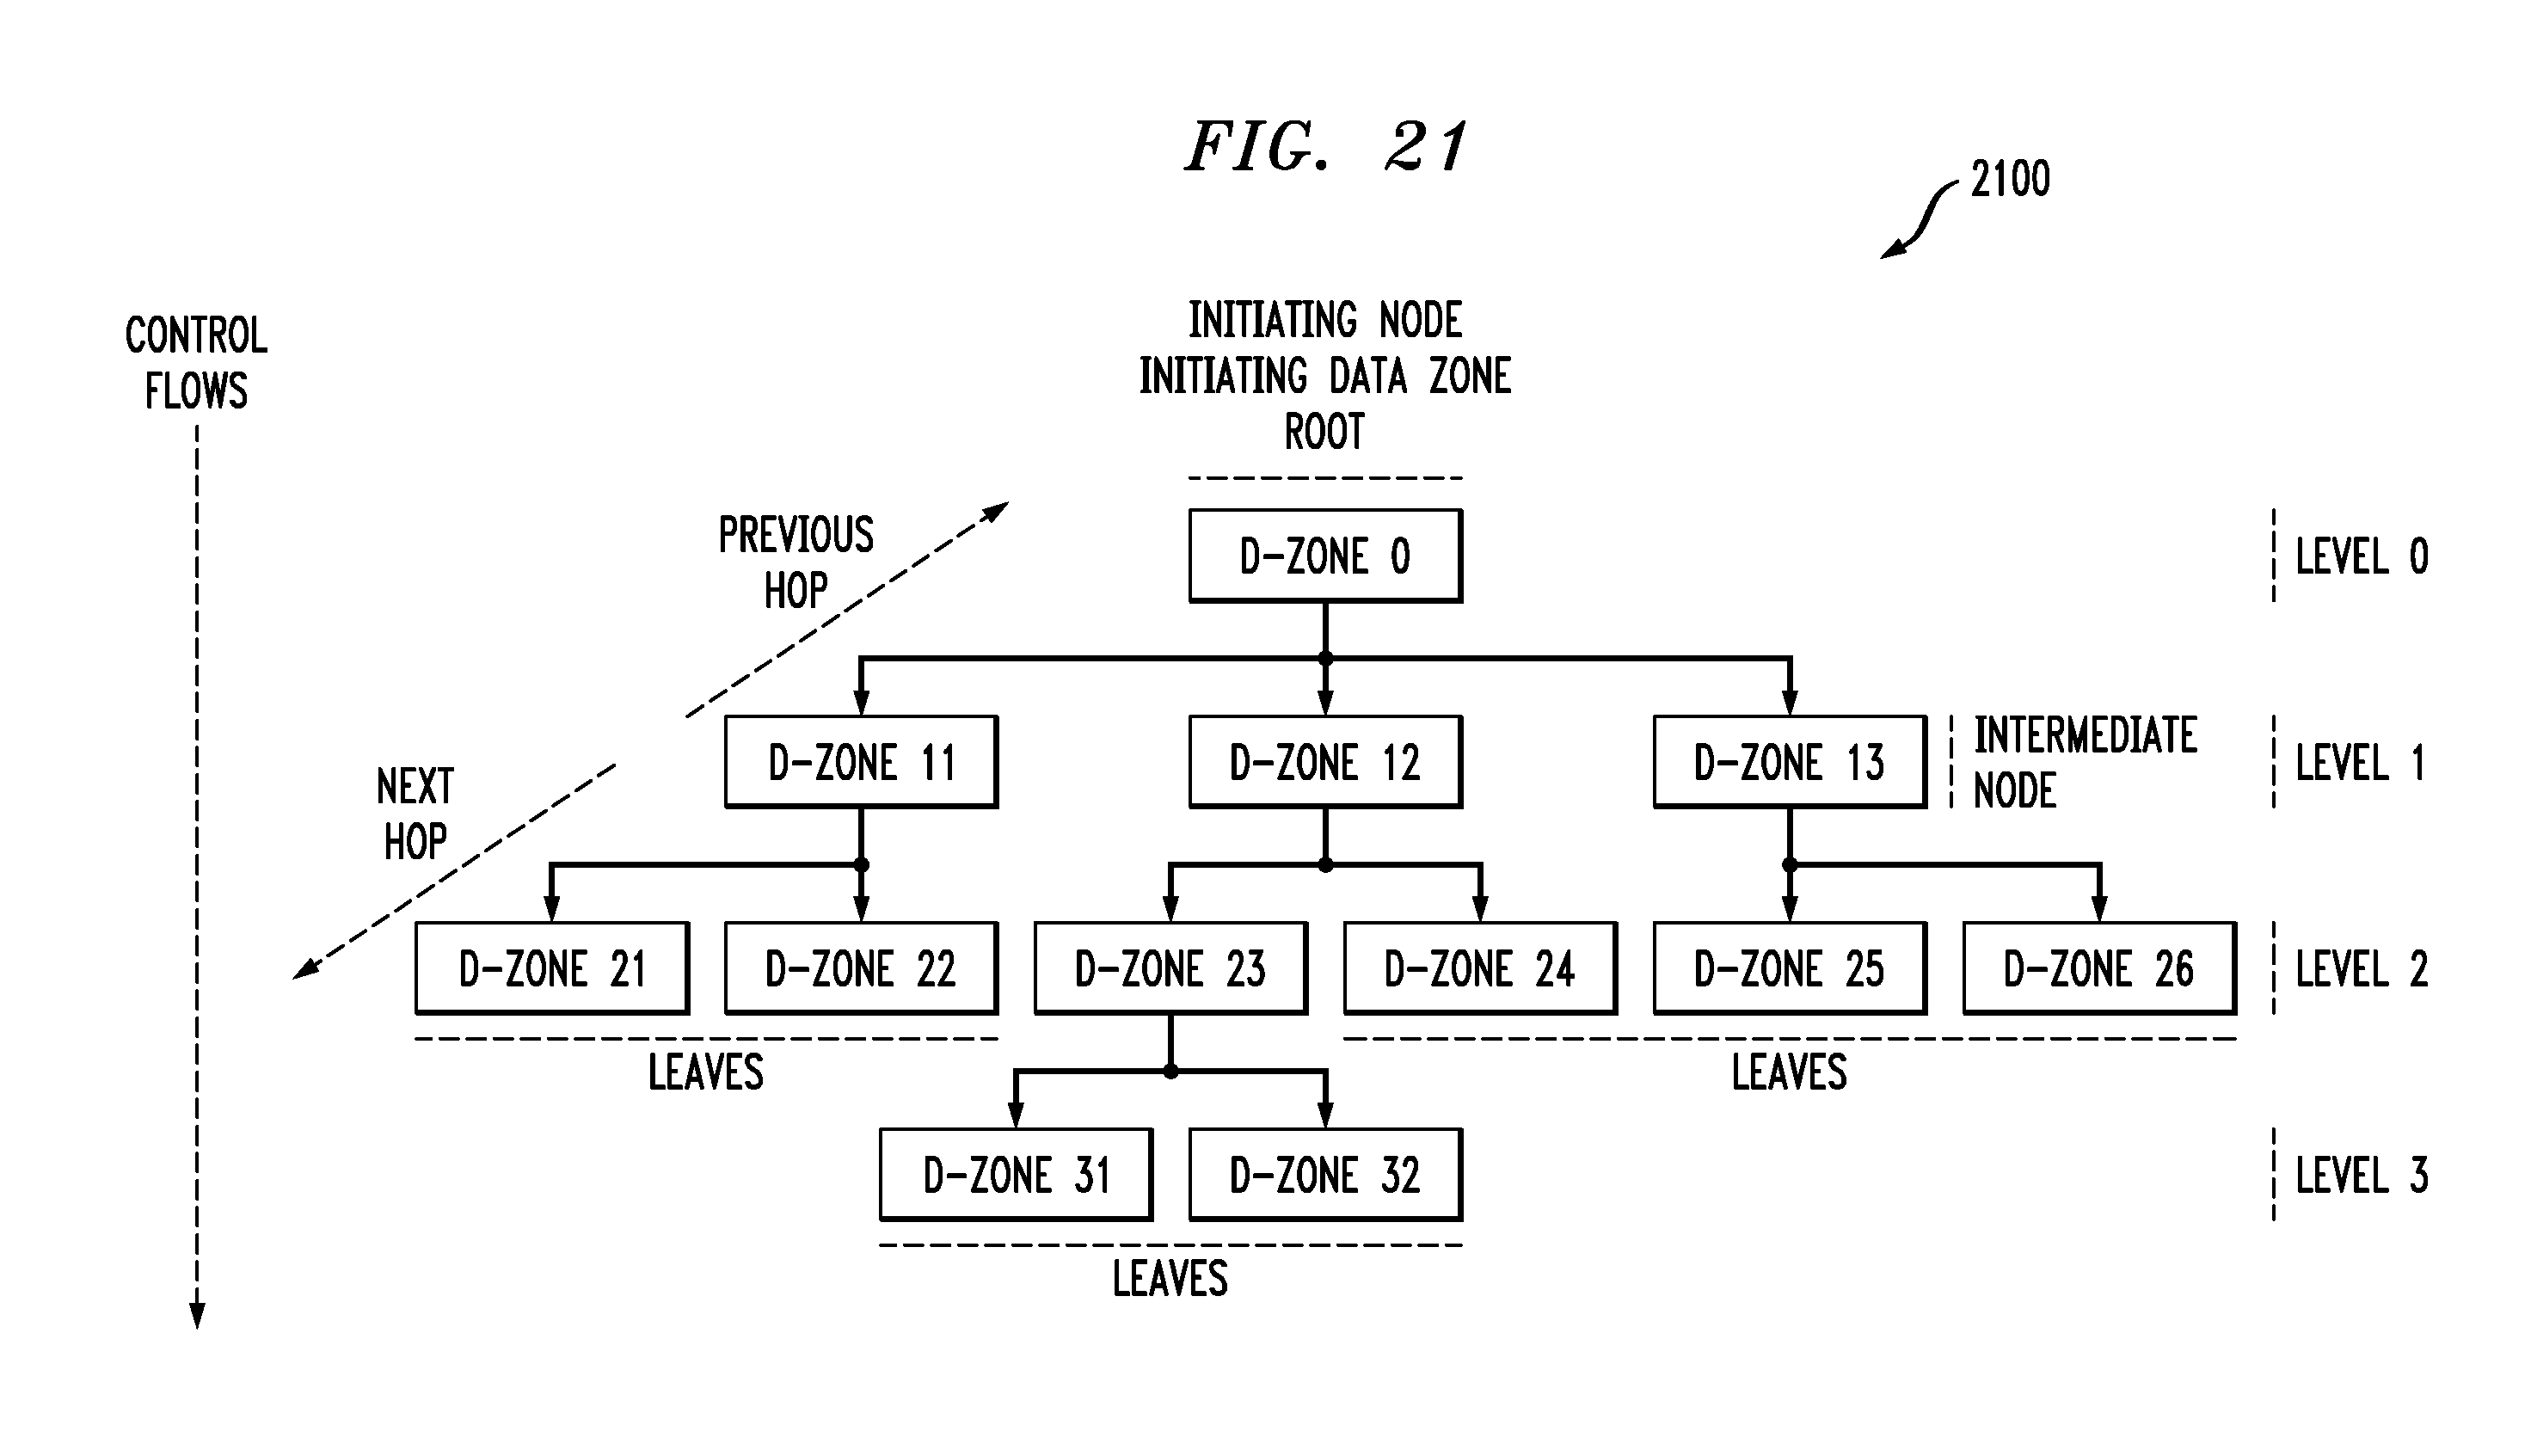 FIG. 21
2100
CONTROL
FLOWS
INITIATING NODE
INITIATING DATA ZONE
ROOT
PREVIOUS
HOP
D-ZONE 0
LEVEL 0
NEXT
HOP
D-ZONE 11
D-ZONE 12
D-ZONE 13
INTERMEDIATE
NODE
LEVEL 1
D-ZONE 21
D-ZONE 22
D-ZONE 23
D-ZONE 24
D-ZONE 25
D-ZONE 26
LEVEL 2
LEAVES
LEAVES
D-ZONE 31
D-ZONE 32
LEVEL 3
LEAVES